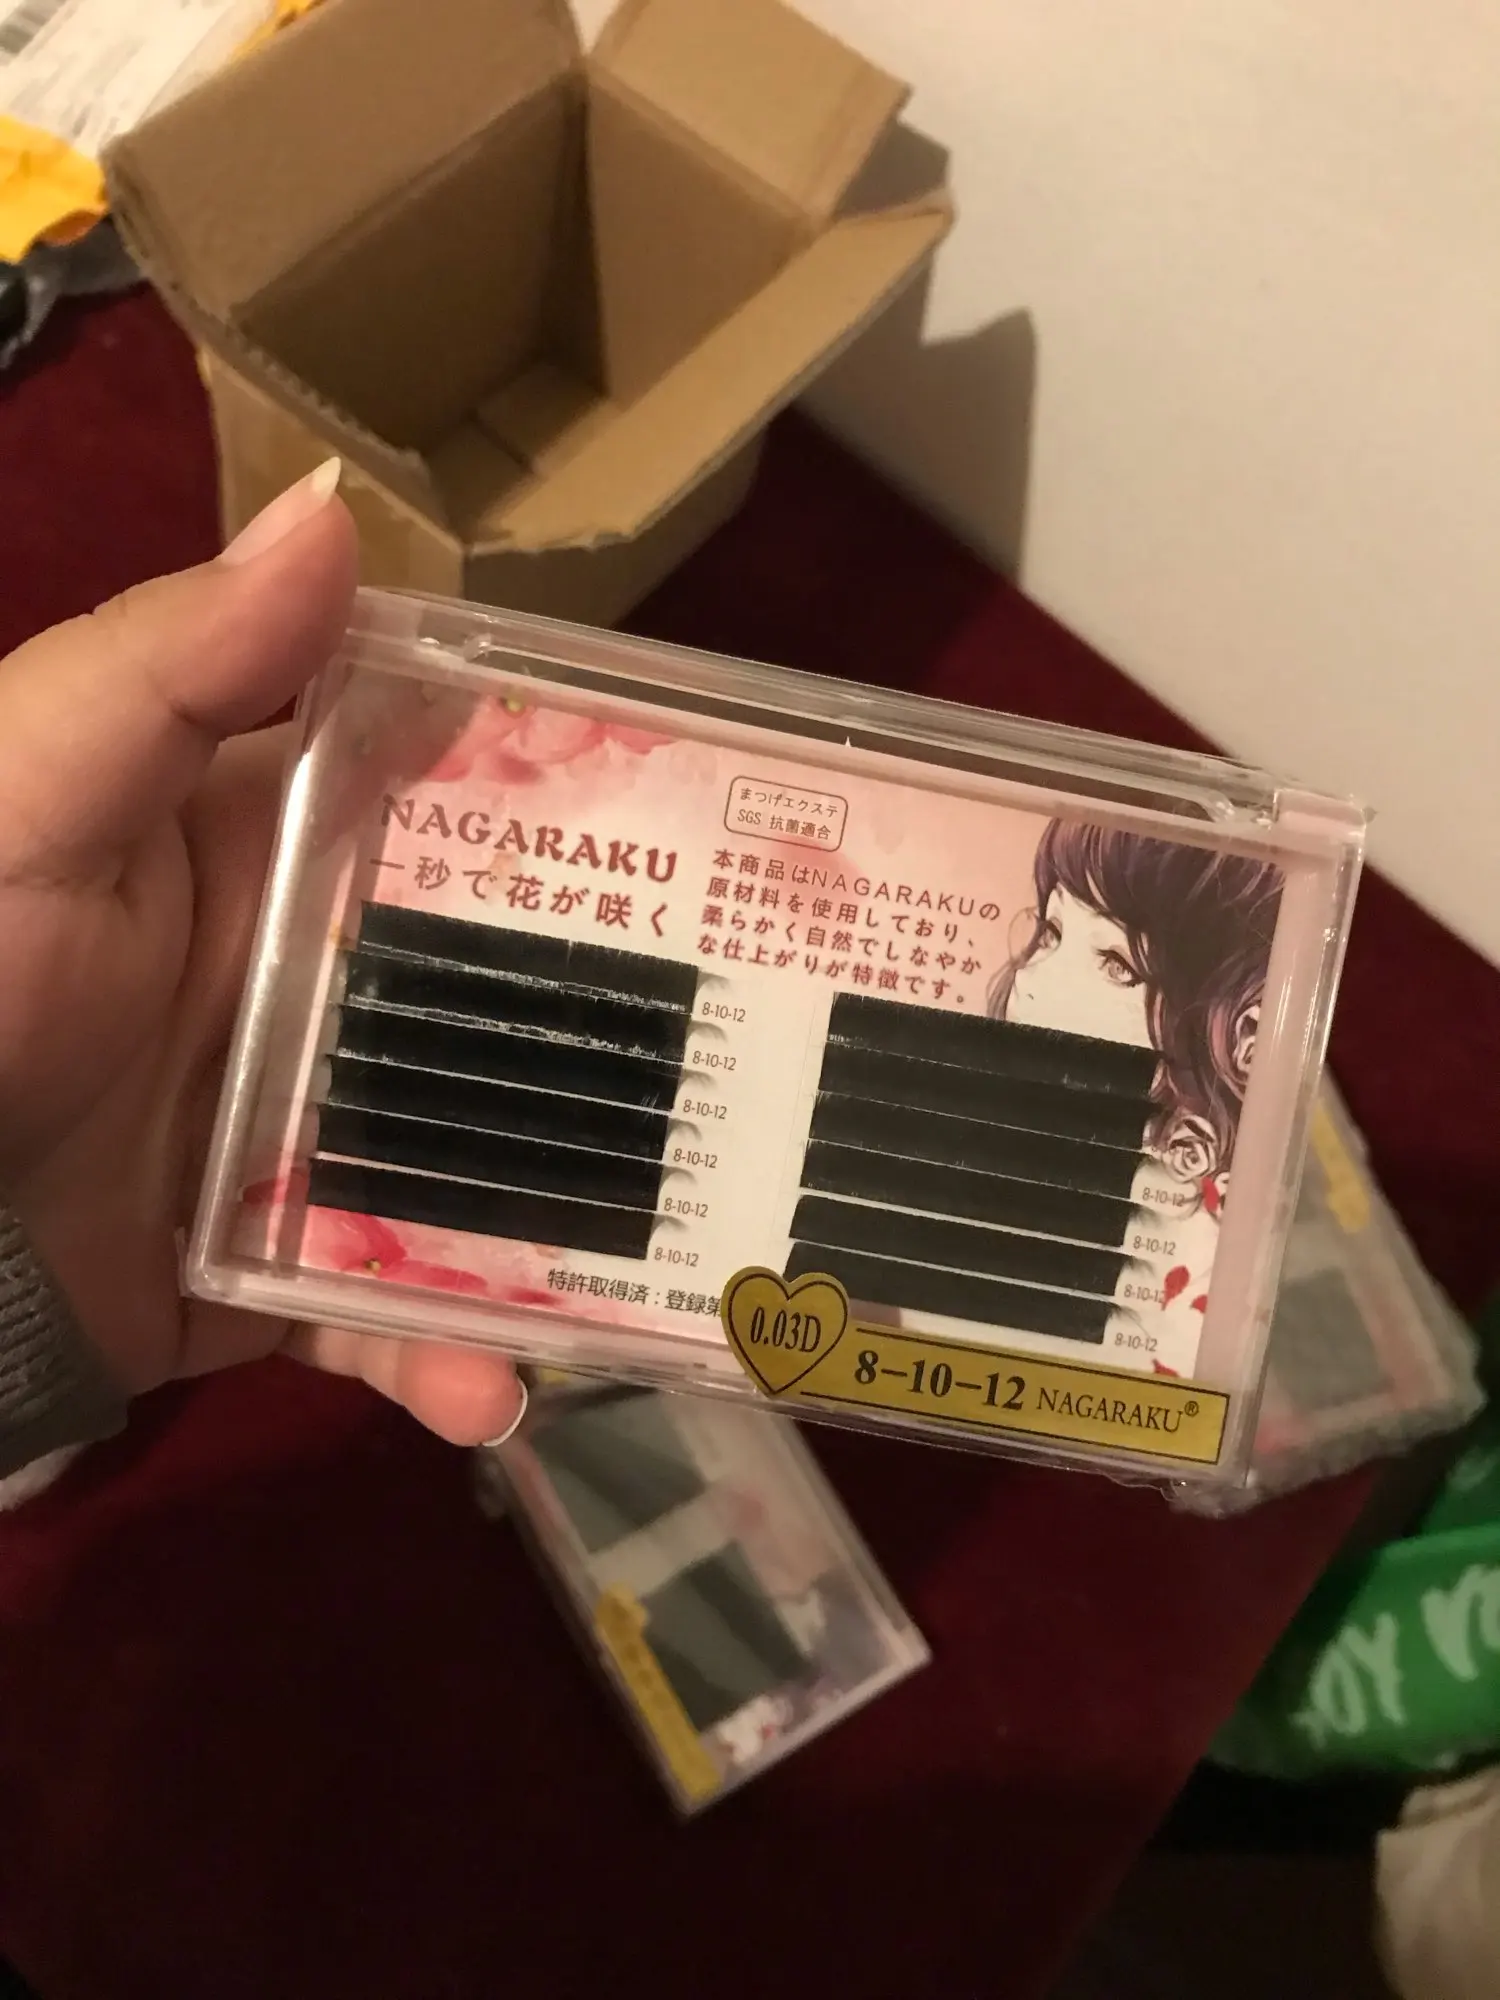 NAGARAKU
一秒で花が咲く
まつげエクステ
SGS 抗菌適合
本商品はNAGARAKUの
原材料を使用しており、
柔らかく自然でしなやか
な仕上がりが特徴です。
8-10-12
8-10-12
8-10-12
8-10-12
8-10-12
8-10-12
8-10-12
8-10-12
8-10-12
8-10-12
特許取得済：登録第
0.03D
8-10-12 NAGARAKU®